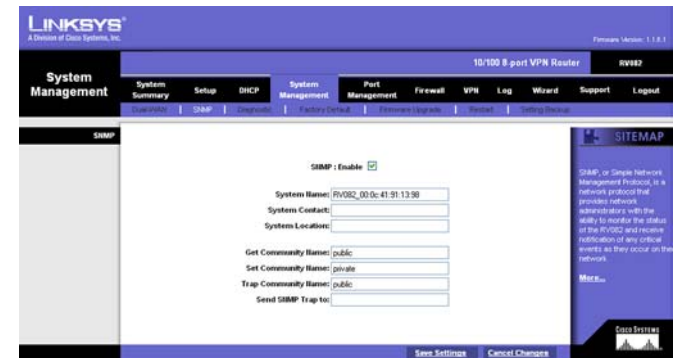 LINKSYS®
A Division of Cisco Systems, Inc.
Firmware Version: 1.1.6.1
10/100 8-port VPN Router
RV082
System Management
System Summary
Setup
DHCP
System Management
Port Management
Firewall
VPN
Log
Wizard
Support
Logout
Dual-WAN | SNMP | Diagnostic | Factory Default | Firmware Upgrade | Restart | Setting Backup
SNMP
SITEMAP
SNMP : Enable
System Name: RV082_00:0c:41:91:13:98
System Contact:
System Location:
Get Community Name: public
Set Community Name: private
Trap Community Name: public
Send SNMP Trap to:
SNMP, or Simple Network
Management Protocol, is a
network protocol that
provides network
administrators with the
ability to monitor the status
of the RV082 and receive
notification of any critical
events as they occur on the
network.
More...
Save Settings
Cancel Changes
CISCO SYSTEMS